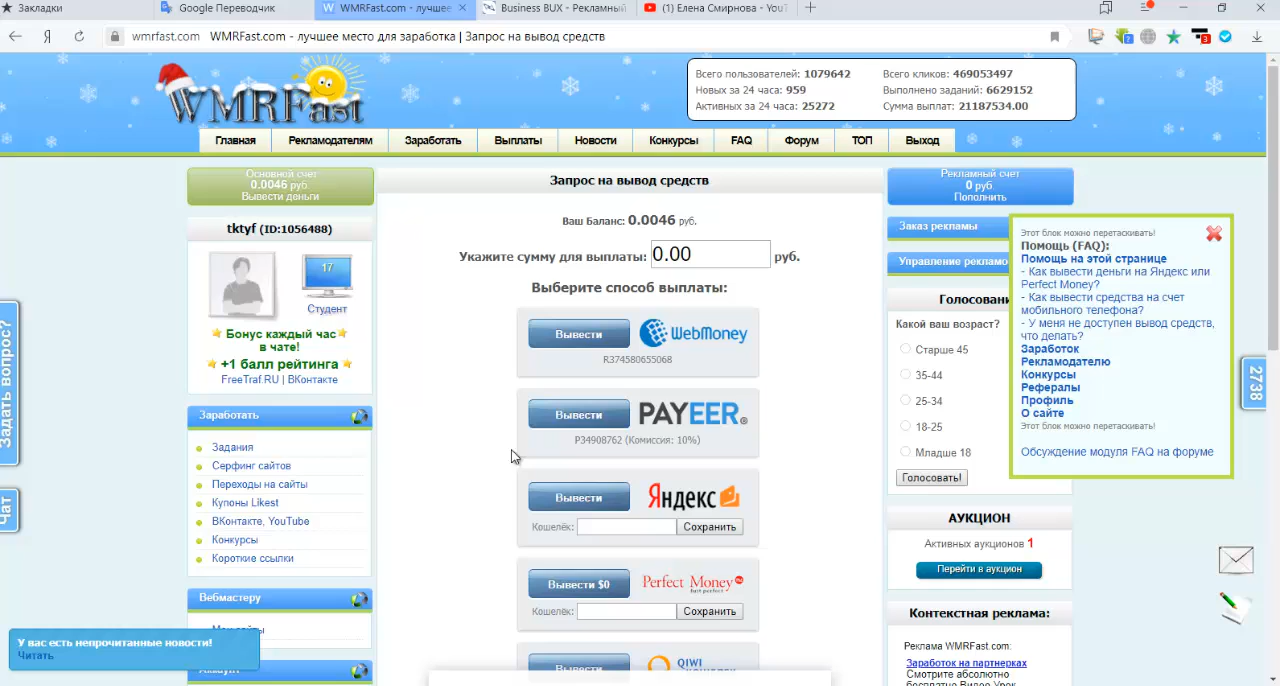 Закладки
Google Переводчик
WMRFast.com - лучшее
Business BUX - Рекламный
(1) Елена Смирнова - You
wmrfast.com WMRFast.com - лучшее место для заработка | Запрос на вывод средств
WMRFast
Всего пользователей: 1079642
Новых за 24 часа: 959
Активных за 24 часа: 25272
Всего кликов: 469053497
Выполнено заданий: 6629152
Сумма выплат: 21187534.00
Главная
Рекламодателям
Заработать
Выплаты
Новости
Конкурсы
FAQ
Форум
ТОП
Выход
Основной счет
0.0046 руб.
Вывести деньги
tktyf (ID:1056488)
17
Студент
Бонус каждый час
в чате!
+1 балл рейтинга
FreeTraf.RU | ВКонтакте
Заработать
Задания
Серфинг сайтов
Переходы на сайты
Купоны Likest
ВКонтакте, YouTube
Конкурсы
Короткие ссылки
Вебмастеру
Мои сайты
У вас есть непрочитанные новости!
Читать
Аккаунт
Задать вопрос?
Чат
Запрос на вывод средств
Ваш Баланс: 0.0046 руб.
Укажите сумму для выплаты: 0.00 руб.
Выберите способ выплаты:
Вывести WebMoney
R374580655068
Вывести PAYEER
P34908762 (Комиссия: 10%)
Вывести Яндекс
Кошелёк: Сохранить
Вывести $0 Perfect Money
Кошелёк: Сохранить
Вывести QIWI
Рекламный счет
0 руб.
Пополнить
Заказ рекламы
Управление рекламо
Голосовани
Какой ваш возраст?
Старше 45
35-44
25-34
18-25
Младше 18
Голосовать!
Этот блок можно перетаскивать!
Помощь (FAQ):
Помощь на этой странице
- Как вывести деньги на Яндекс или
Perfect Money?
- Как вывести средства на счет
мобильного телефона?
- У меня не доступен вывод средств,
что делать?
Заработок
Рекламодателю
Конкурсы
Рефералы
Профиль
О сайте
Этот блок можно перетаскивать!
Обсуждение модуля FAQ на форуме
2738
АУКЦИОН
Активных аукционов 1
Перейти в аукцион
Контекстная реклама:
Реклама WMRFast.com:
Заработок на партнерках
Смотрите абсолютно